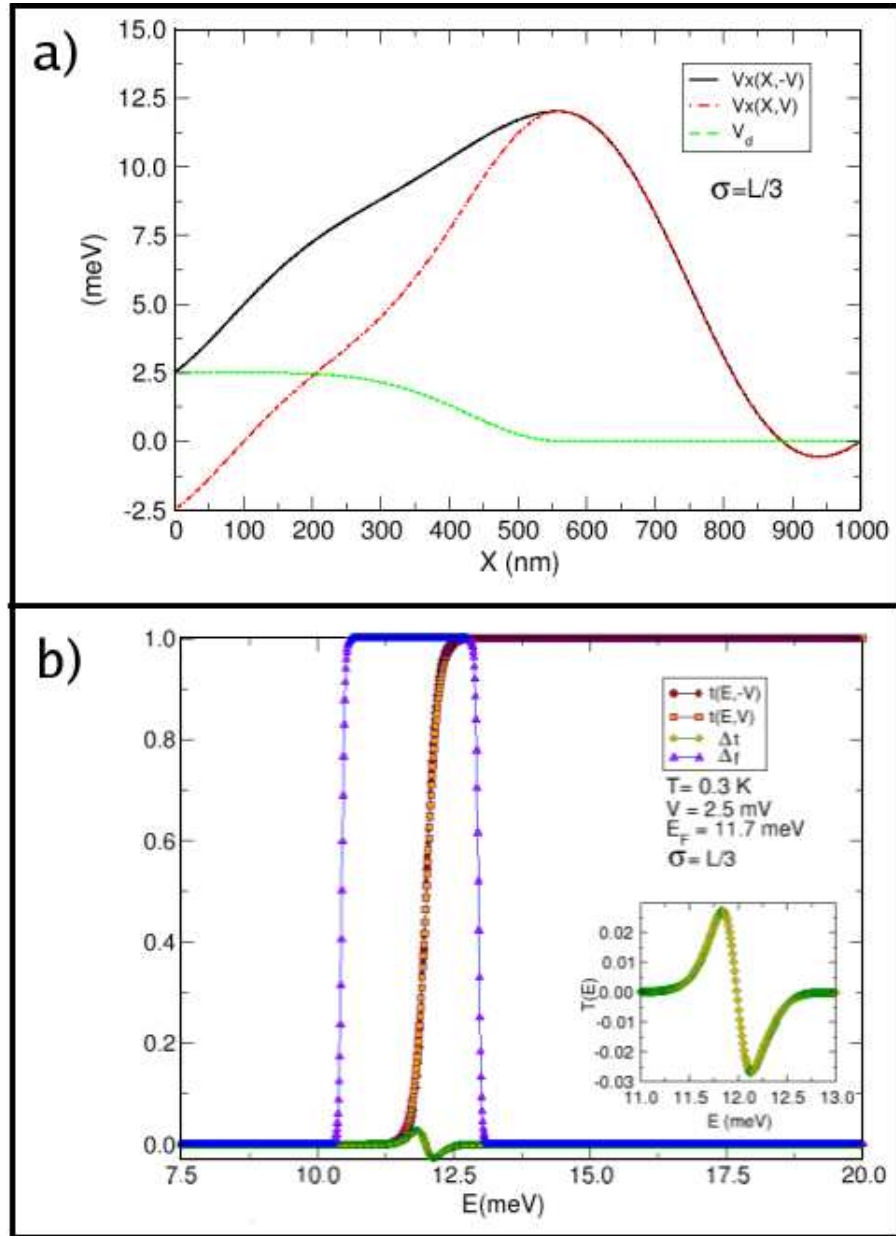 a)
15.0
12.5
10.0
7.5
5.0
2.5
0.0
-2.5
(meV)
Vx(X,-V)
Vx(X,V)
V_d
σ=L/3
0 100 200 300 400 500 600 700 800 900 1000
X (nm)
b)
1.0
0.8
0.6
0.4
0.2
0.0
t(E,-V)
t(E,V)
Δt
Δf
T= 0.3 K
V = 2.5 mV
E_F = 11.7 meV
σ= L/3
0.02
0.01
0.00
-0.01
-0.02
-0.03
T(E)
11.0 11.5 12.0 12.5 13.0
E (meV)
7.5 10.0 12.5 15.0 17.5 20.0
E(meV)